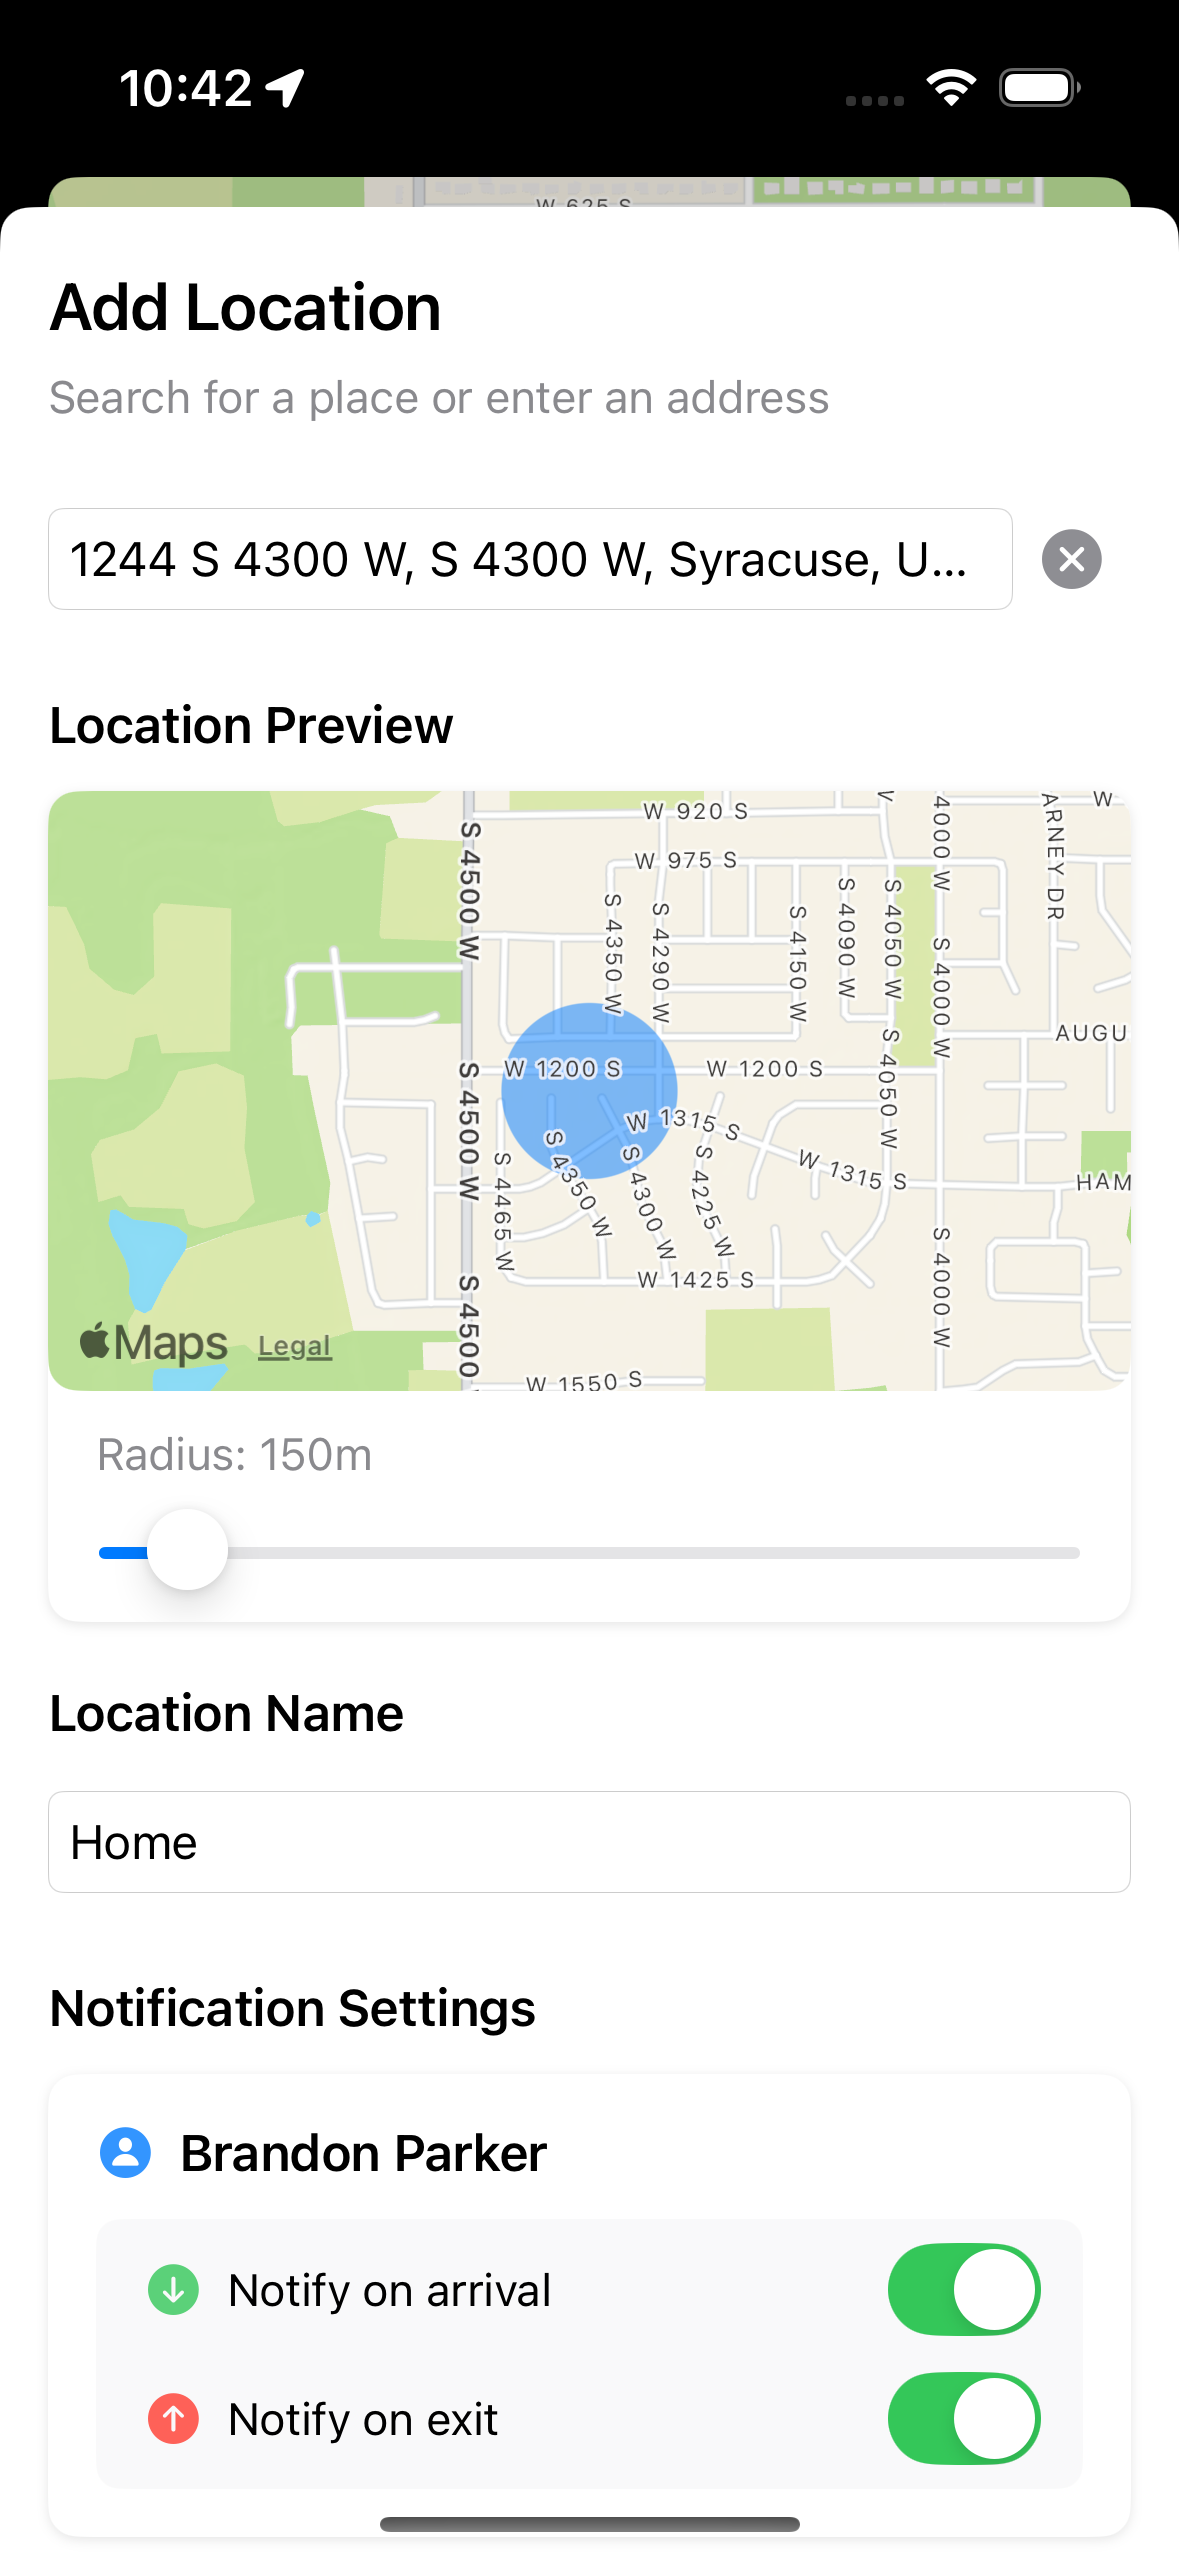 10:42
W 625 S
Add Location
Search for a place or enter an address
1244 S 4300 W, S 4300 W, Syracuse, U...
Location Preview
W 920 S
W
W 975 S
S 4500 W
S 4350 W
S 4290 W
S 4150 W
S 4090 W
S 4050 W
4000 W
ARNEY DR
S 4000 W
AUGU
W 1200 S
W 1200 S
S 4050 W
S 4500 W
W 1315 S
W 1315 S
S 4465 W
S 4350 W
S 4300 W
S 4225 W
HAM
S 4000 W
W 1425 S
S 4500
Maps
Legal
W 1550 S
Radius: 150m
Location Name
Home
Notification Settings
Brandon Parker
Notify on arrival
Notify on exit